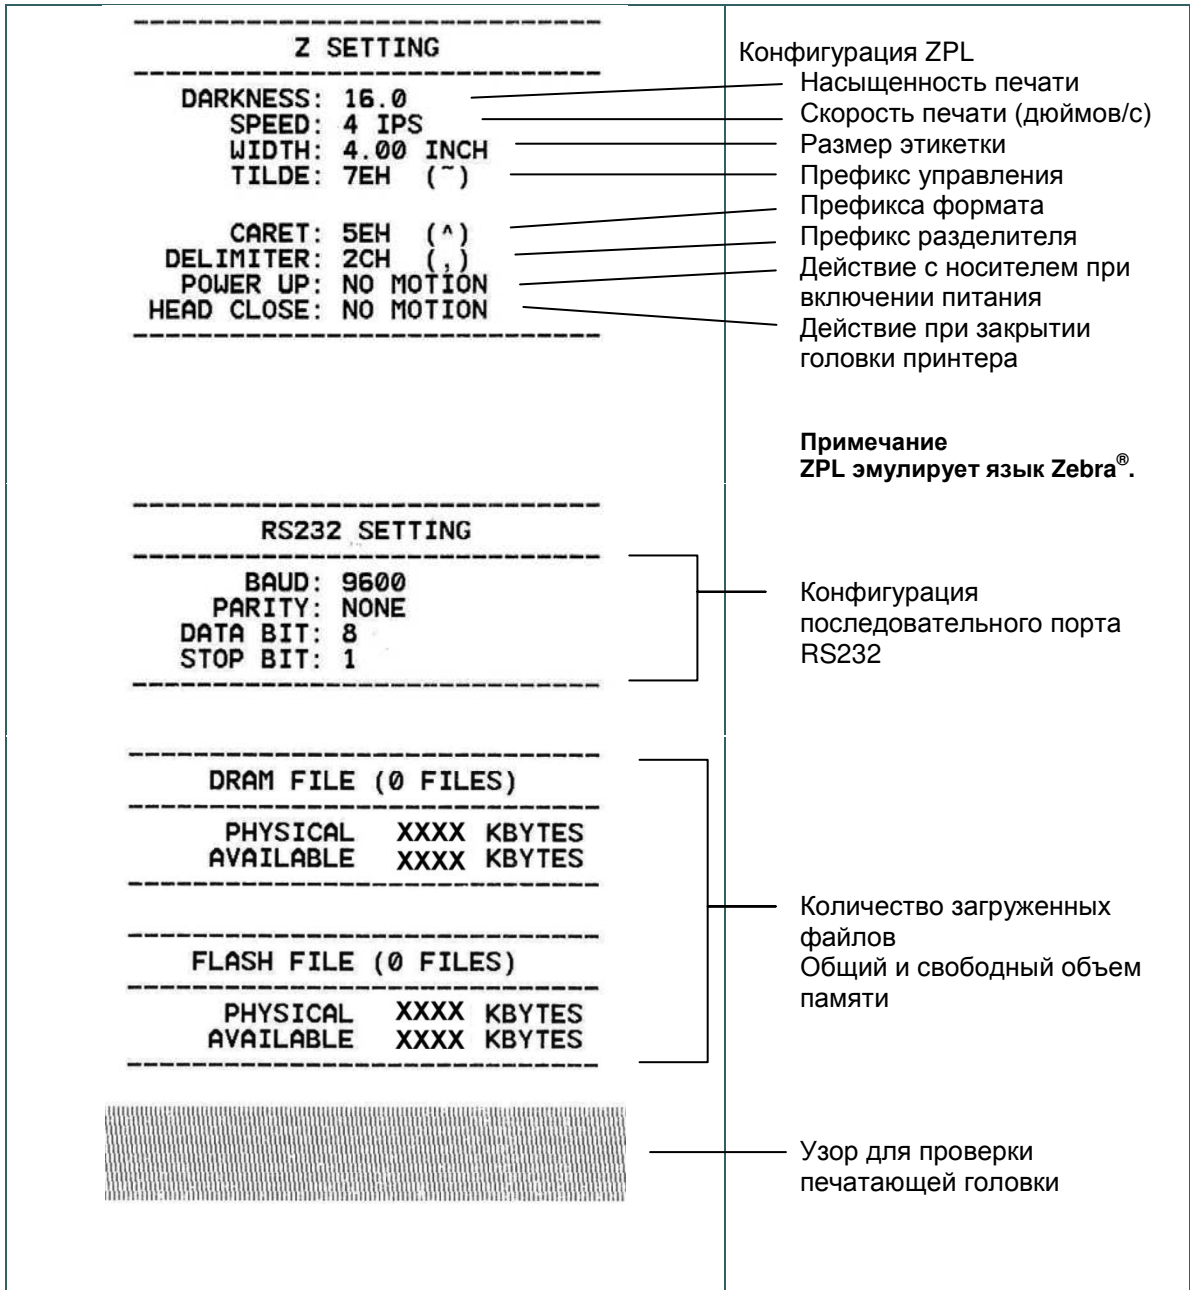 Z SETTING
DARKNESS: 16.0
SPEED: 4 IPS
WIDTH: 4.00 INCH
TILDE: 7EH (~)
CARET: 5EH (^)
DELIMITER: 2CH (,)
POWER UP: NO MOTION
HEAD CLOSE: NO MOTION
Конфигурация ZPL
Насыщенность печати
Скорость печати (дюймов/с)
Размер этикетки
Префикс управления
Префикса формата
Префикс разделителя
Действие с носителем при
включении питания
Действие при закрытии
головки принтера
Примечание
ZPL эмулирует язык Zebra®.
RS232 SETTING
BAUD: 9600
PARITY: NONE
DATA BIT: 8
STOP BIT: 1
Конфигурация
последовательного порта
RS232
DRAM FILE (0 FILES)
PHYSICAL XXXX KBYTES
AVAILABLE XXXX KBYTES
FLASH FILE (0 FILES)
PHYSICAL XXXX KBYTES
AVAILABLE XXXX KBYTES
Количество загруженных
файлов
Общий и свободный объем
памяти
Узор для проверки
печатающей головки